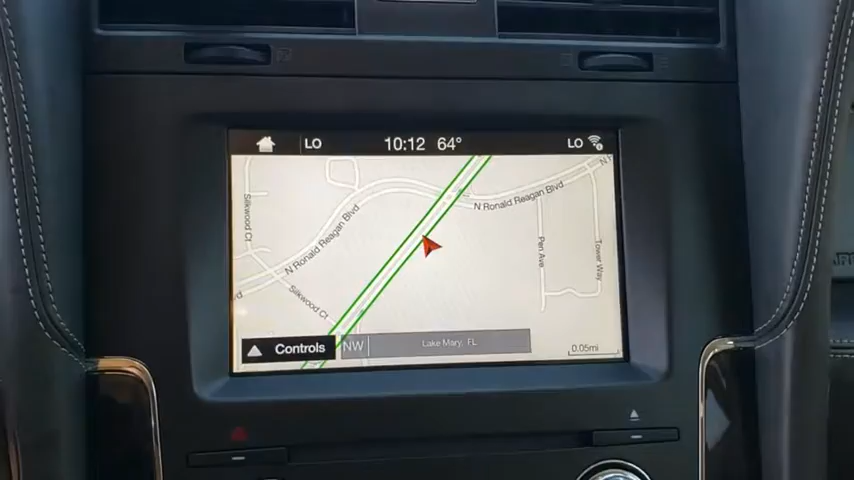 LO
10:12 64°
LO
N Ronald Reagan Blvd
Silkwood Ct
N Ronald Reagan Blvd
Pen Ave
Tower Way
Silkwood Ct
Controls
NW
Lake Mary, FL
0.05mi